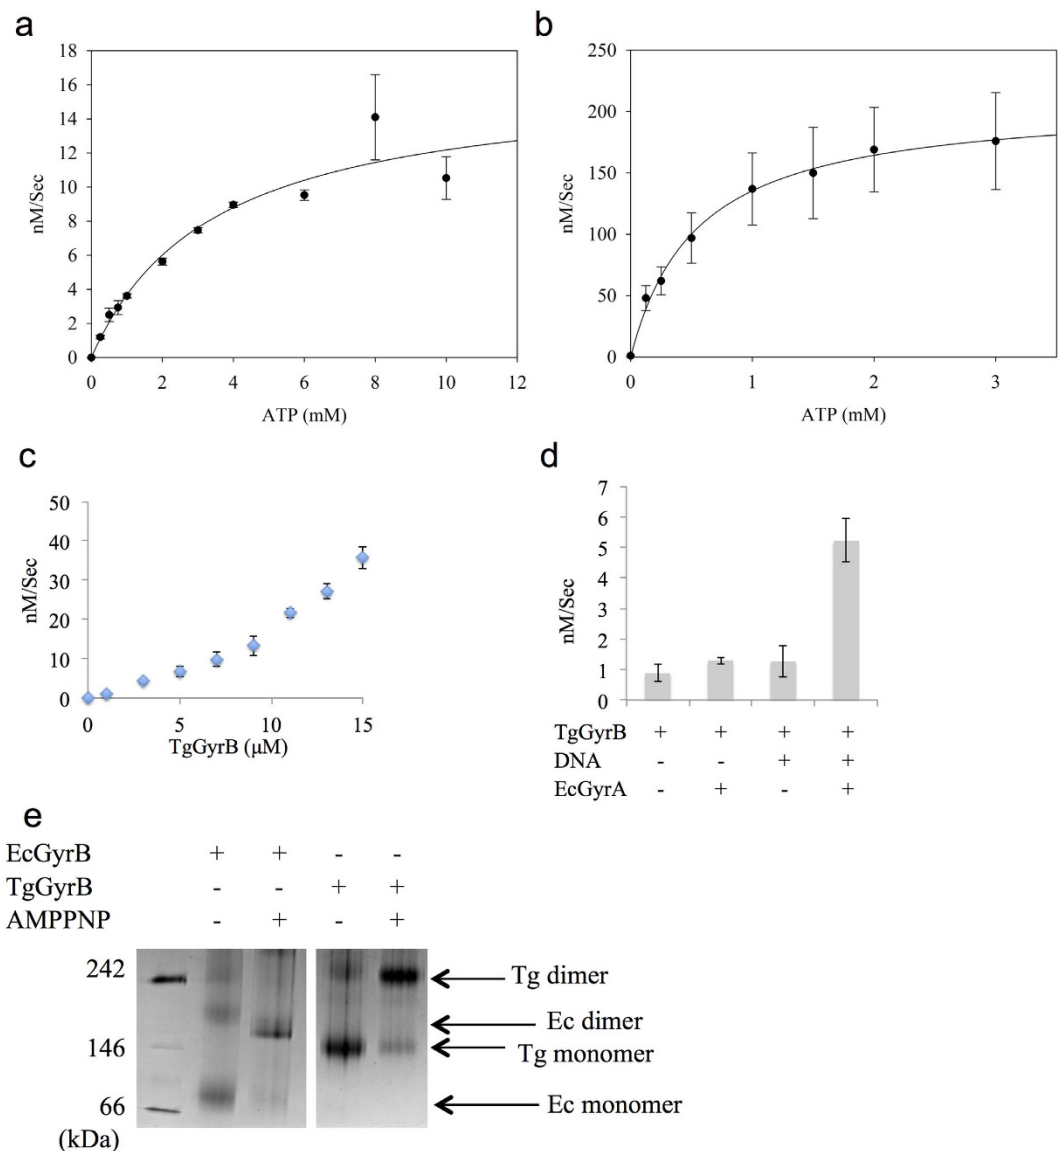 a
18
16
14
12
10
8
6
4
2
0
nM/Sec
0 2 4 6 8 10 12
ATP (mM)
b
250
200
150
100
50
0
nM/Sec
0 1 2 3
ATP (mM)
c
50
40
30
20
10
0
nM/Sec
0 5 10 15
TgGyrB (μM)
d
7
6
5
4
3
2
1
0
nM/Sec
TgGyrB + + + +
DNA - - + +
EcGyrA - + - +
e
EcGyrB + + - -
TgGyrB - - + +
AMPPNP - + - +
242
146
66
(kDa)
Tg dimer
Ec dimer
Tg monomer
Ec monomer